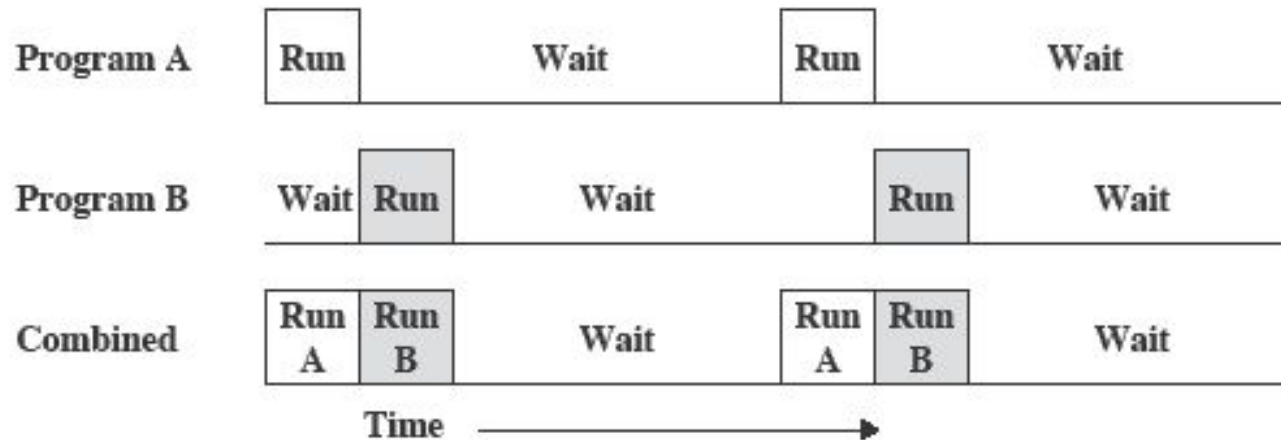 Program A Run Wait Run Wait
Program B Wait Run Wait Run Wait
Combined Run A Run B Wait Run A Run B Wait
Time